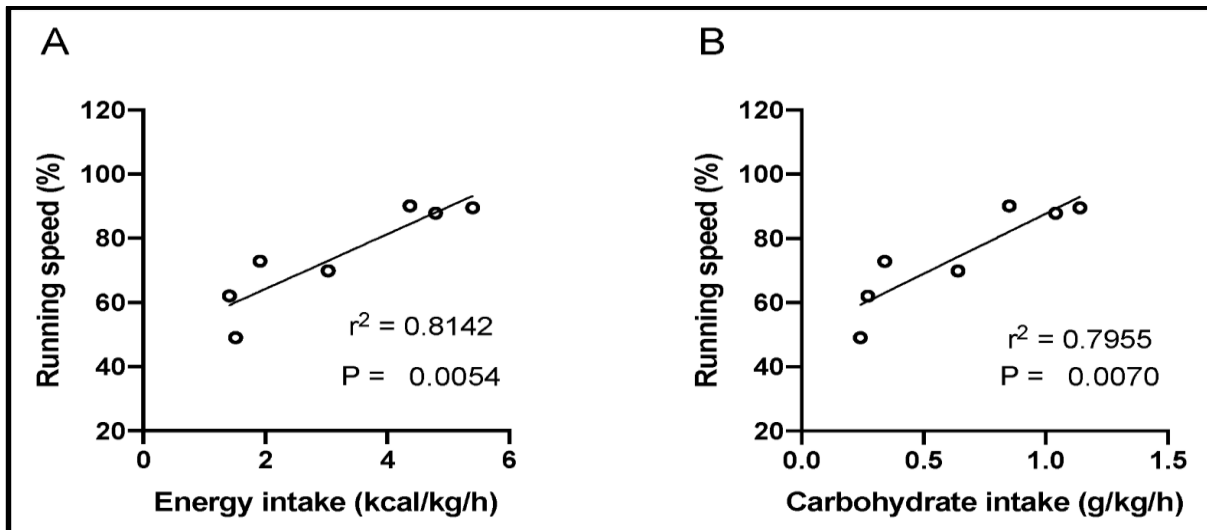 A
120
100
80
60
40
20
Running speed (%)
r² = 0.8142
P = 0.0054
0 2 4 6
Energy intake (kcal/kg/h)
B
120
100
80
60
40
20
Running speed (%)
r² = 0.7955
P = 0.0070
0.0 0.5 1.0 1.5
Carbohydrate intake (g/kg/h)